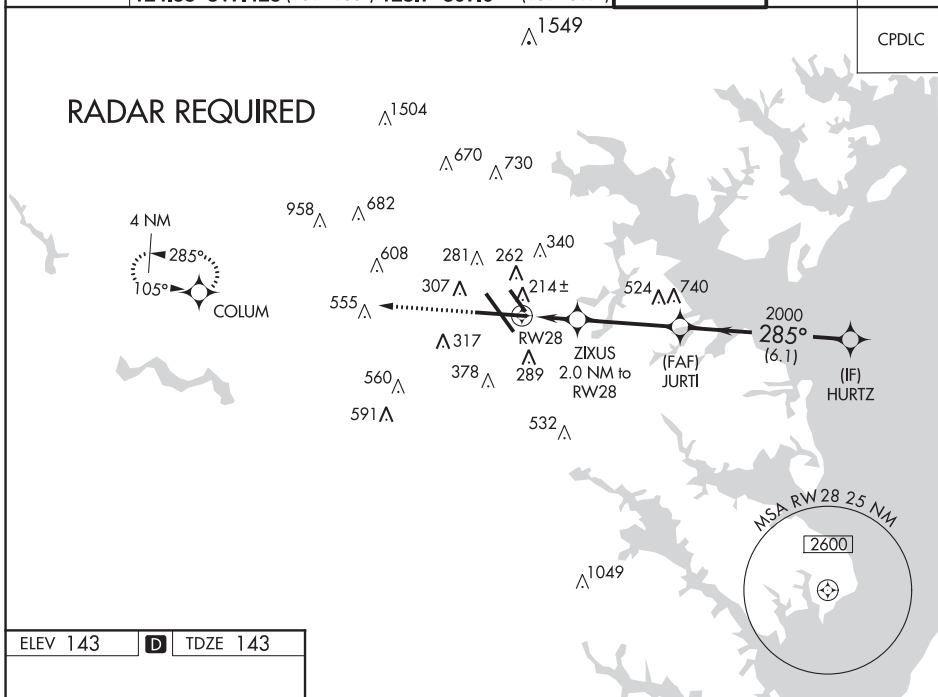 1549
CPDLC
RADAR REQUIRED
1504
670
730
958
682
4 NM
285°
105°
COLUM
608
281
262
340
307
214±
524
740
555
RW28
2000
285°
(6.1)
317
ZIXUS
2.0 NM to
RW28
(FAF)
JURTI
(IF)
HURTZ
560
378
289
591
532
MSA RW28 25 NM
2600
1049
ELEV 143
D
TDZE 143